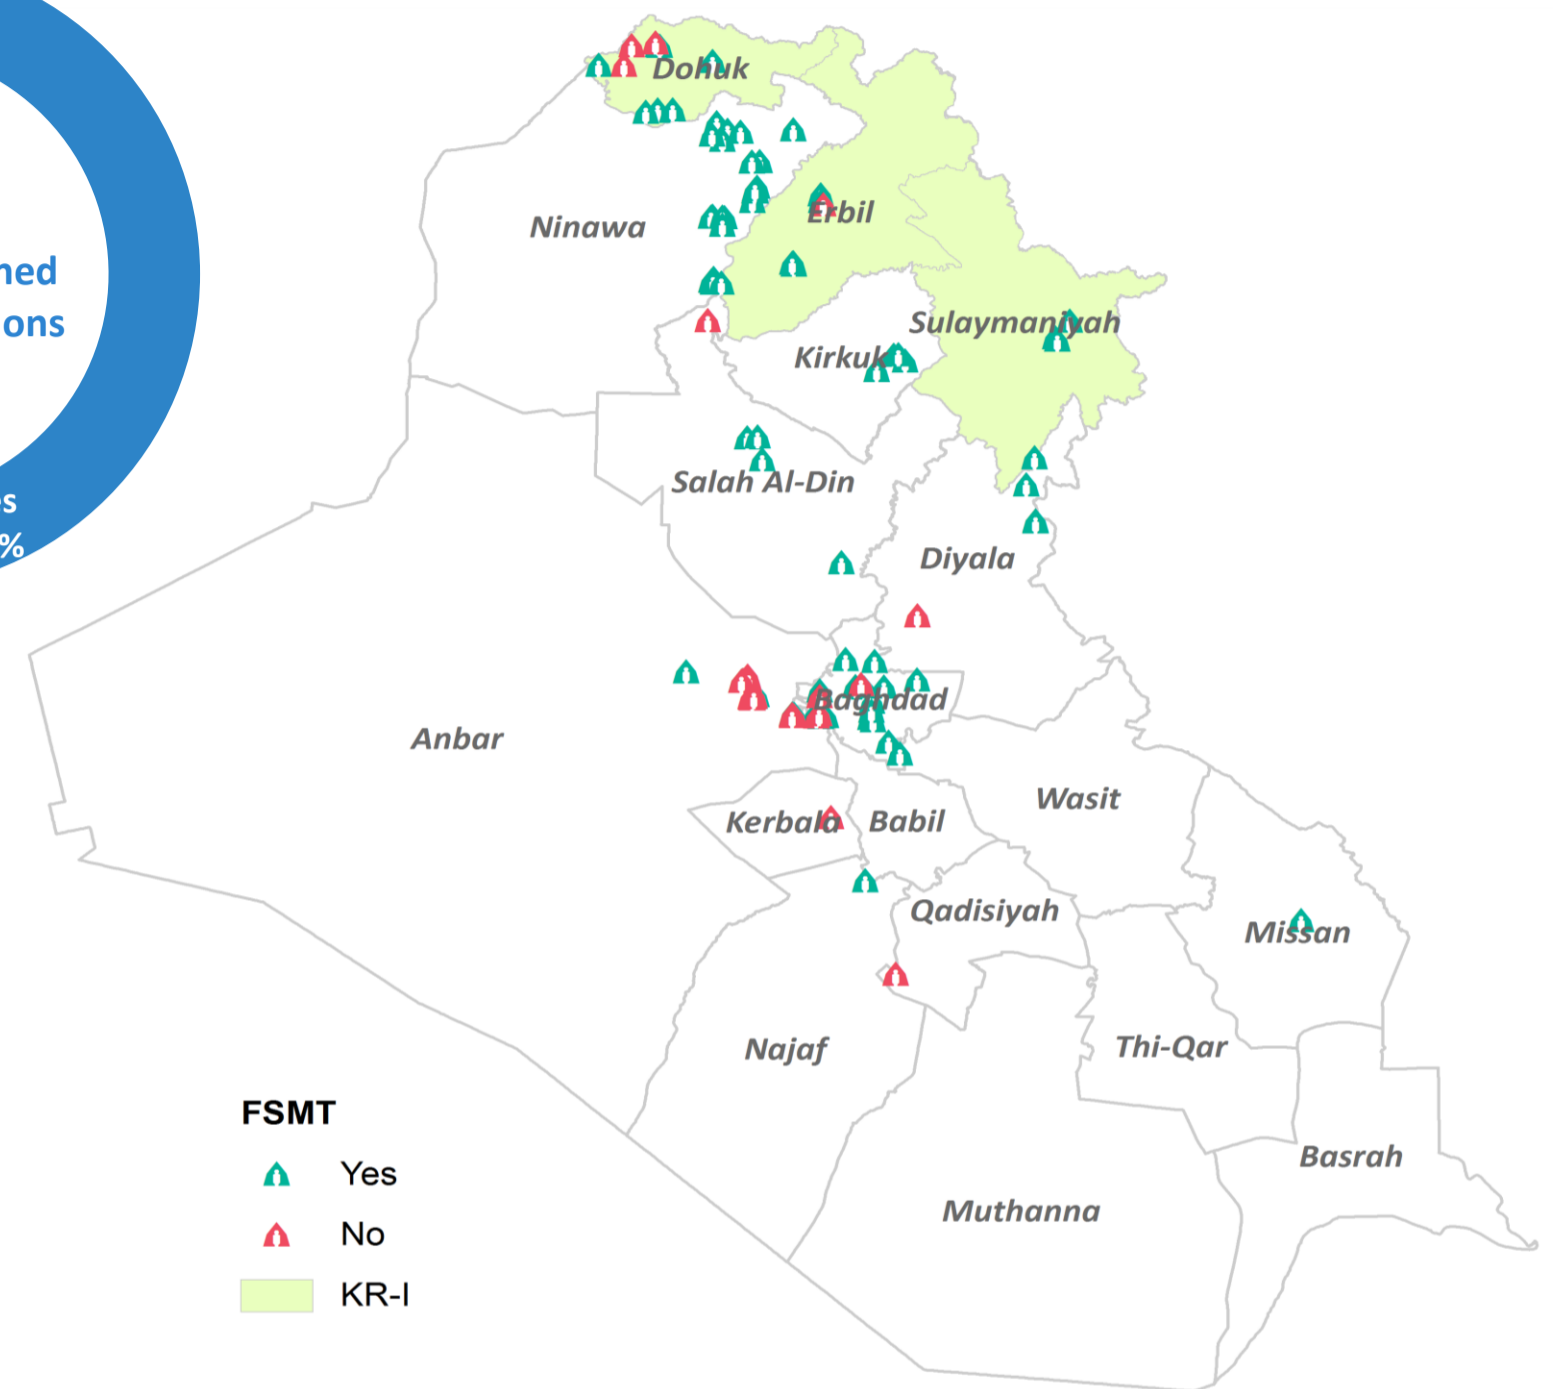 Dohuk
ned
Ninawa
Erbil
ons
Sulaymaniyah
Kirkuk
es
Salah Al-Din
%
Diyala
Baghdad
Anbar
Wasit
Kerbala
Babil
Qadisiyah
Missan
Najaf
Thi-Qar
FSMT
Yes
Basrah
No
Muthanna
KR-I